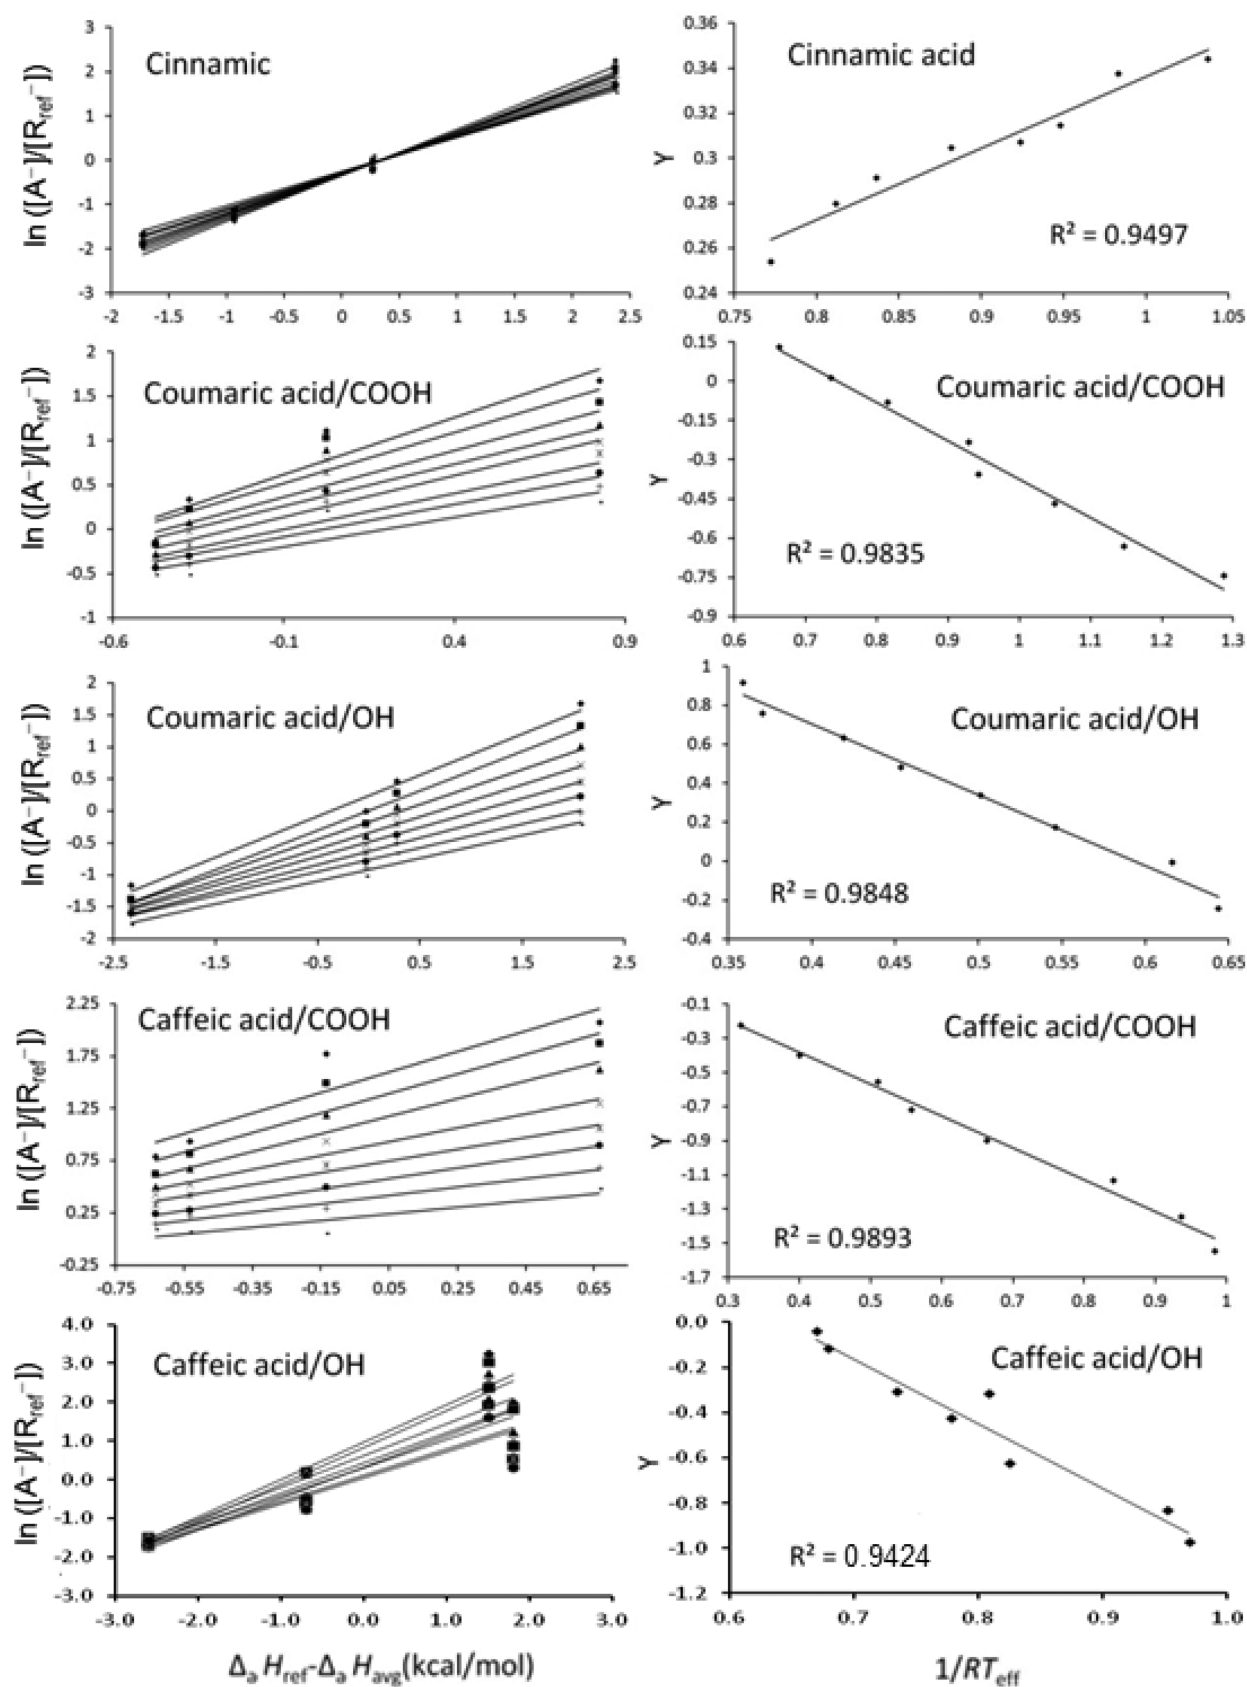 ln ([A⁻]/[R_ref⁻])
3
2
1
0
-1
-2
-3
Cinnamic
-2 -1.5 -1 -0.5 0 0.5 1 1.5 2 2.5
Y
0.36
0.34
0.32
0.3
0.28
0.26
0.24
Cinnamic acid
R² = 0.9497
0.75 0.8 0.85 0.9 0.95 1 1.05
ln ([A⁻]/[R_ref⁻])
2
1.5
1
0.5
0
-0.5
-1
Coumaric acid/COOH
-0.6 -0.1 0.4 0.9
Y
0.15
0
-0.15
-0.3
-0.45
-0.6
-0.75
-0.9
Coumaric acid/COOH
R² = 0.9835
0.6 0.7 0.8 0.9 1 1.1 1.2 1.3
ln ([A⁻]/[R_ref⁻])
2
1.5
1
0.5
0
-0.5
-1
-1.5
-2
Coumaric acid/OH
-2.5 -1.5 -0.5 0.5 1.5 2.5
Y
1
0.8
0.6
0.4
0.2
0
-0.2
-0.4
Coumaric acid/OH
R² = 0.9848
0.35 0.4 0.45 0.5 0.55 0.6 0.65
ln ([A⁻]/[R_ref⁻])
2.25
1.75
1.25
0.75
0.25
-0.25
Caffeic acid/COOH
-0.75 -0.55 -0.35 -0.15 0.05 0.25 0.45 0.65
Y
-0.1
-0.3
-0.5
-0.7
-0.9
-1.1
-1.3
-1.5
-1.7
Caffeic acid/COOH
R² = 0.9893
0.3 0.4 0.5 0.6 0.7 0.8 0.9 1
ln ([A⁻]/[R_ref⁻])
4.0
3.0
2.0
1.0
0.0
-1.0
-2.0
-3.0
Caffeic acid/OH
-3.0 -2.0 -1.0 0.0 1.0 2.0 3.0
Δ_a H_ref-Δ_a H_avg(kcal/mol)
Y
0.0
-0.2
-0.4
-0.6
-0.8
-1.0
-1.2
Caffeic acid/OH
R² = 0.9424
0.6 0.7 0.8 0.9 1.0
1/RT_eff